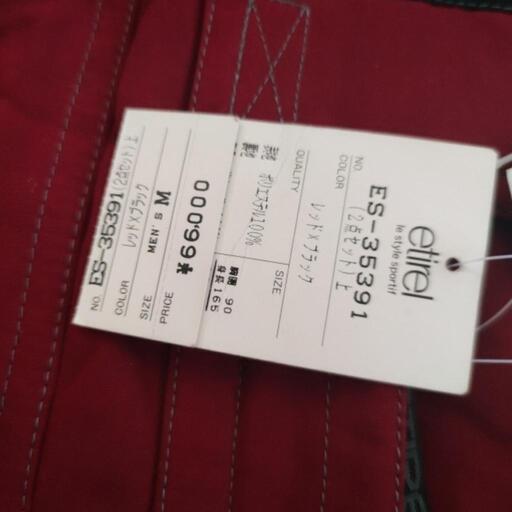 etirel
le style sportif
NO. ES-35391
(2点セット)上
COLOR レッド×ブラック
QUALITY
ポリエステル100%
SIZE
胸囲 90
身長 165
NO. ES-35391(2点セット)上
COLOR レッド×ブラック
SIZE MEN'S M
PRICE ¥66,000